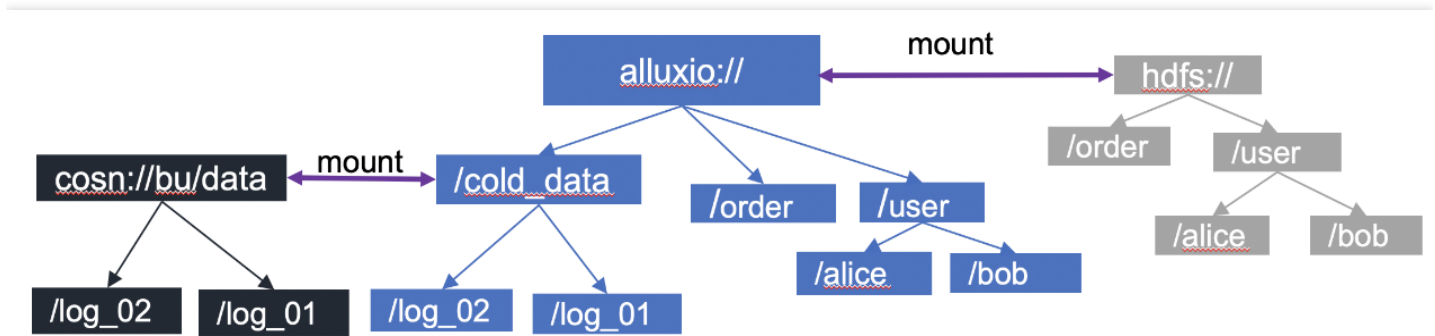 mount
alluxio://
hdfs://
/order
/user
cosn://bu/data
mount
/cold_data
/order
/user
/alice
/bob
/alice
/bob
/log_02
/log_01
/log_02
/log_01